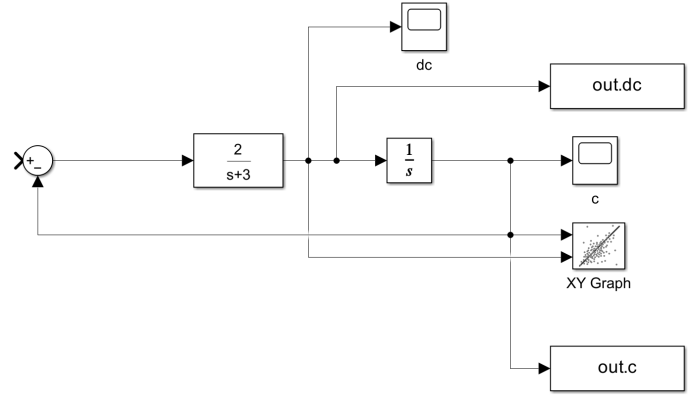 dc
out.dc
+
_
2
s+3
1
s
c
XY Graph
out.c